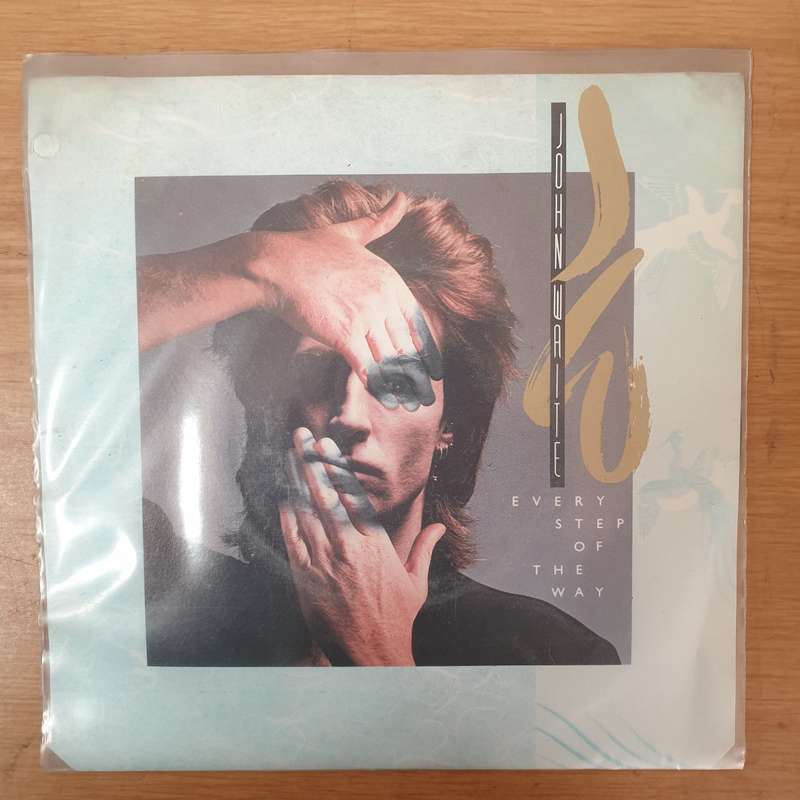 JOHN WAITE
EVERY
STEP
OF
THE
WAY